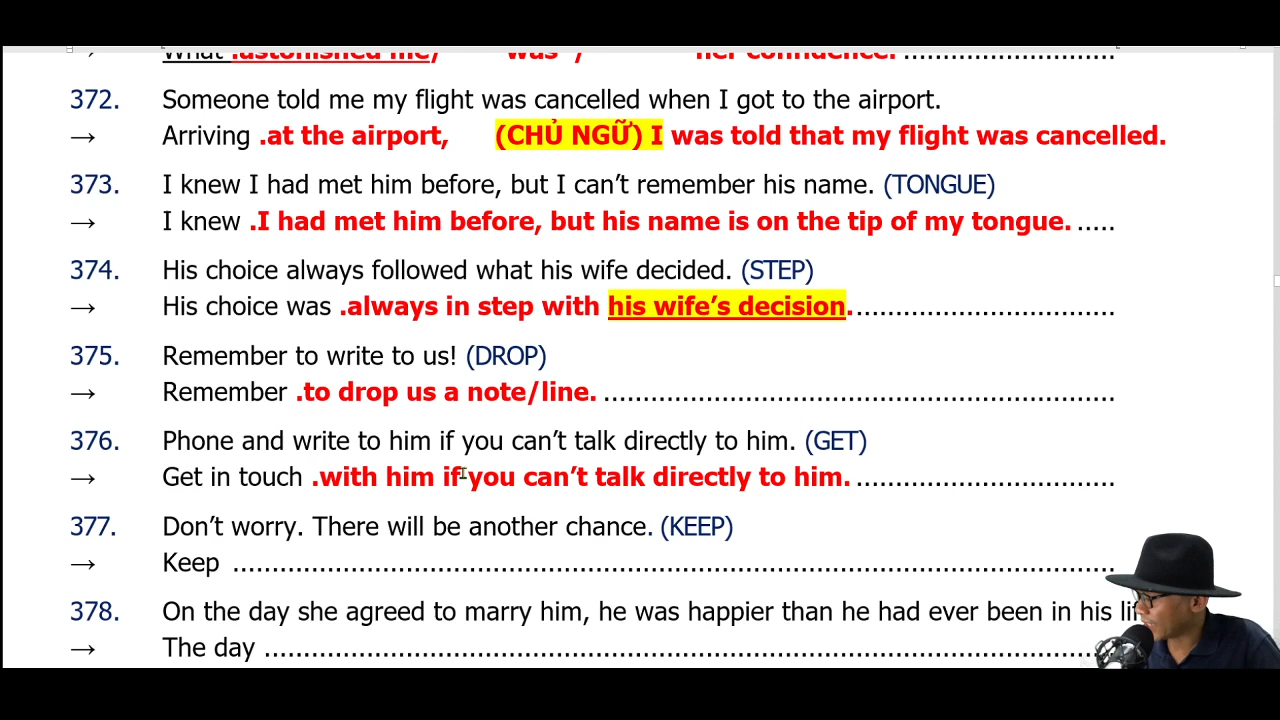 What .astonished me/ was / her confidence. ...........................
372. Someone told me my flight was cancelled when I got to the airport.
→ Arriving .at the airport, (CHỦ NGỮ) I was told that my flight was cancelled.
373. I knew I had met him before, but I can't remember his name. (TONGUE)
→ I knew .I had met him before, but his name is on the tip of my tongue......
374. His choice always followed what his wife decided. (STEP)
→ His choice was .always in step with his wife's decision...................................
375. Remember to write to us! (DROP)
→ Remember .to drop us a note/line. ..................................................................
376. Phone and write to him if you can't talk directly to him. (GET)
→ Get in touch .with him if you can't talk directly to him...................................
377. Don't worry. There will be another chance. (KEEP)
→ Keep .................................................................................................................
378. On the day she agreed to marry him, he was happier than he had ever been in his
→ The day ..........................................................................................................